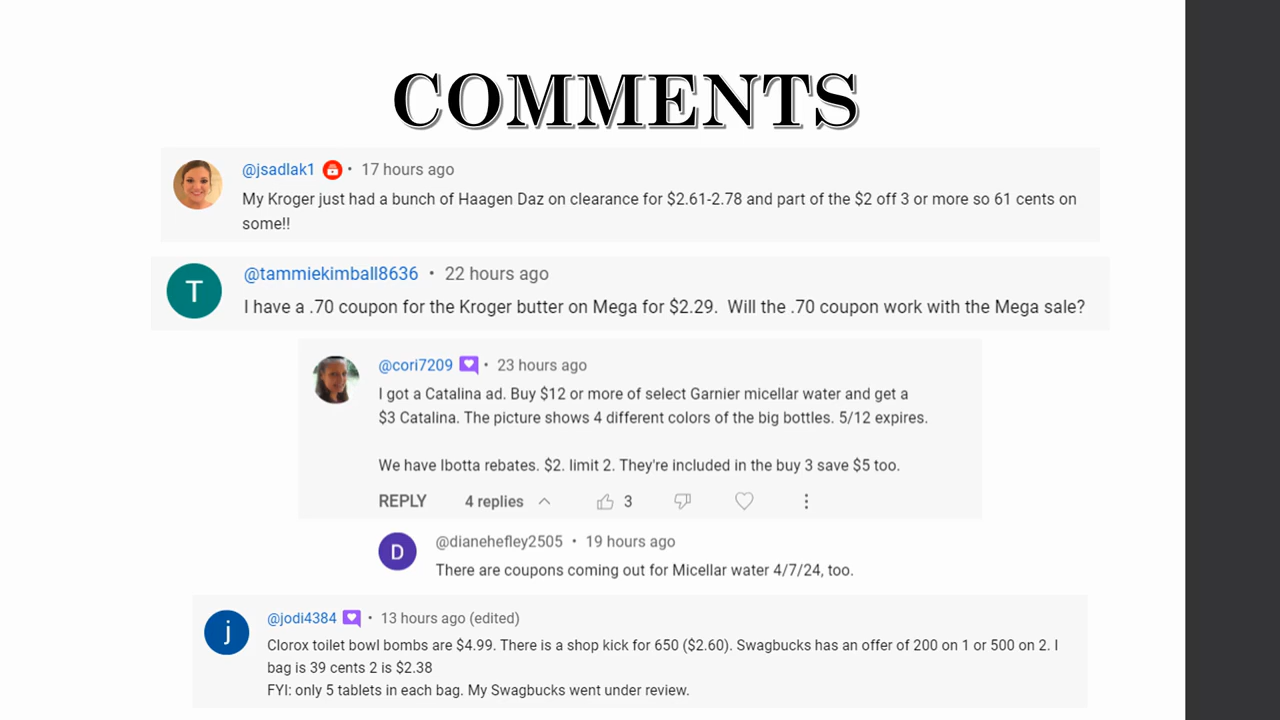 COMMENTS
@jsadlak1 • 17 hours ago
My Kroger just had a bunch of Haagen Daz on clearance for $2.61-2.78 and part of the $2 off 3 or more so 61 cents on
some!!
T
@tammiekimball8636 • 22 hours ago
I have a .70 coupon for the Kroger butter on Mega for $2.29. Will the .70 coupon work with the Mega sale?
@cori7209 • 23 hours ago
I got a Catalina ad. Buy $12 or more of select Garnier micellar water and get a
$3 Catalina. The picture shows 4 different colors of the big bottles. 5/12 expires.
We have Ibotta rebates. $2. limit 2. They're included in the buy 3 save $5 too.
REPLY 4 replies 3
D
@dianehefley2505 • 19 hours ago
There are coupons coming out for Micellar water 4/7/24, too.
j
@jodi4384 • 13 hours ago (edited)
Clorox toilet bowl bombs are $4.99. There is a shop kick for 650 ($2.60). Swagbucks has an offer of 200 on 1 or 500 on 2. I
bag is 39 cents 2 is $2.38
FYI: only 5 tablets in each bag. My Swagbucks went under review.